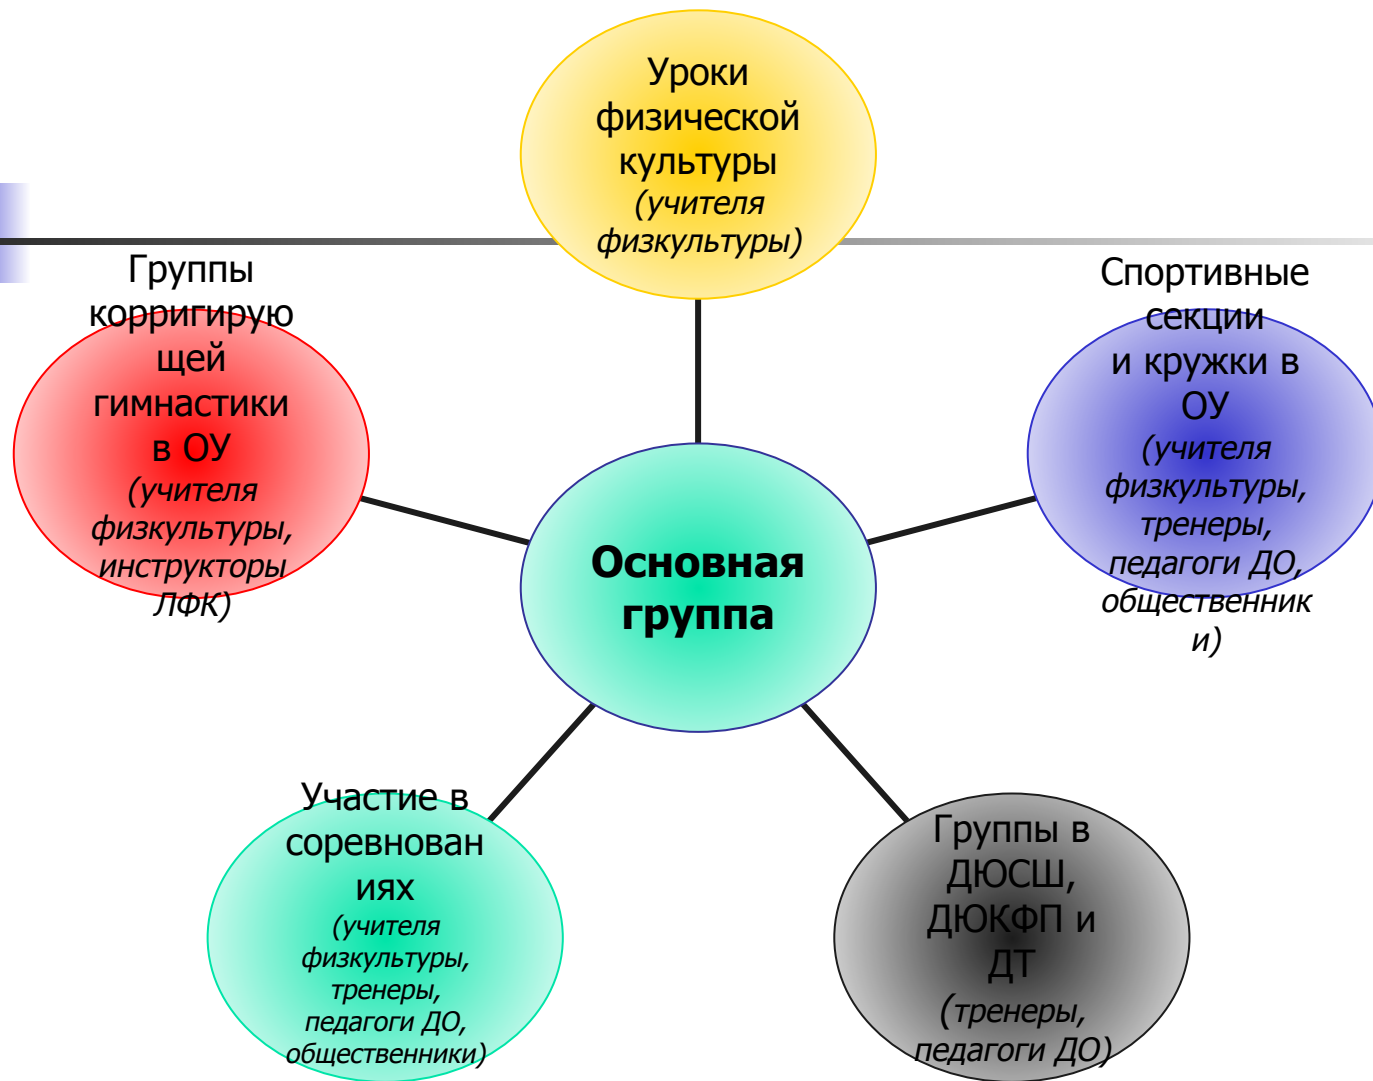 Уроки
физической
культуры
(учителя
физкультуры)
Группы
корригирую
щей
гимнастики
в ОУ
(учителя
физкультуры,
инструкторы
ЛФК)
Спортивные
секции
и кружки в
ОУ
(учителя
физкультуры,
тренеры,
педагоги ДО,
общественник
и)
Основная
группа
Участие в
соревнован
иях
(учителя
физкультуры,
тренеры,
педагоги ДО,
общественники)
Группы в
ДЮСШ,
ДЮКФП и
ДТ
(тренеры,
педагоги ДО)